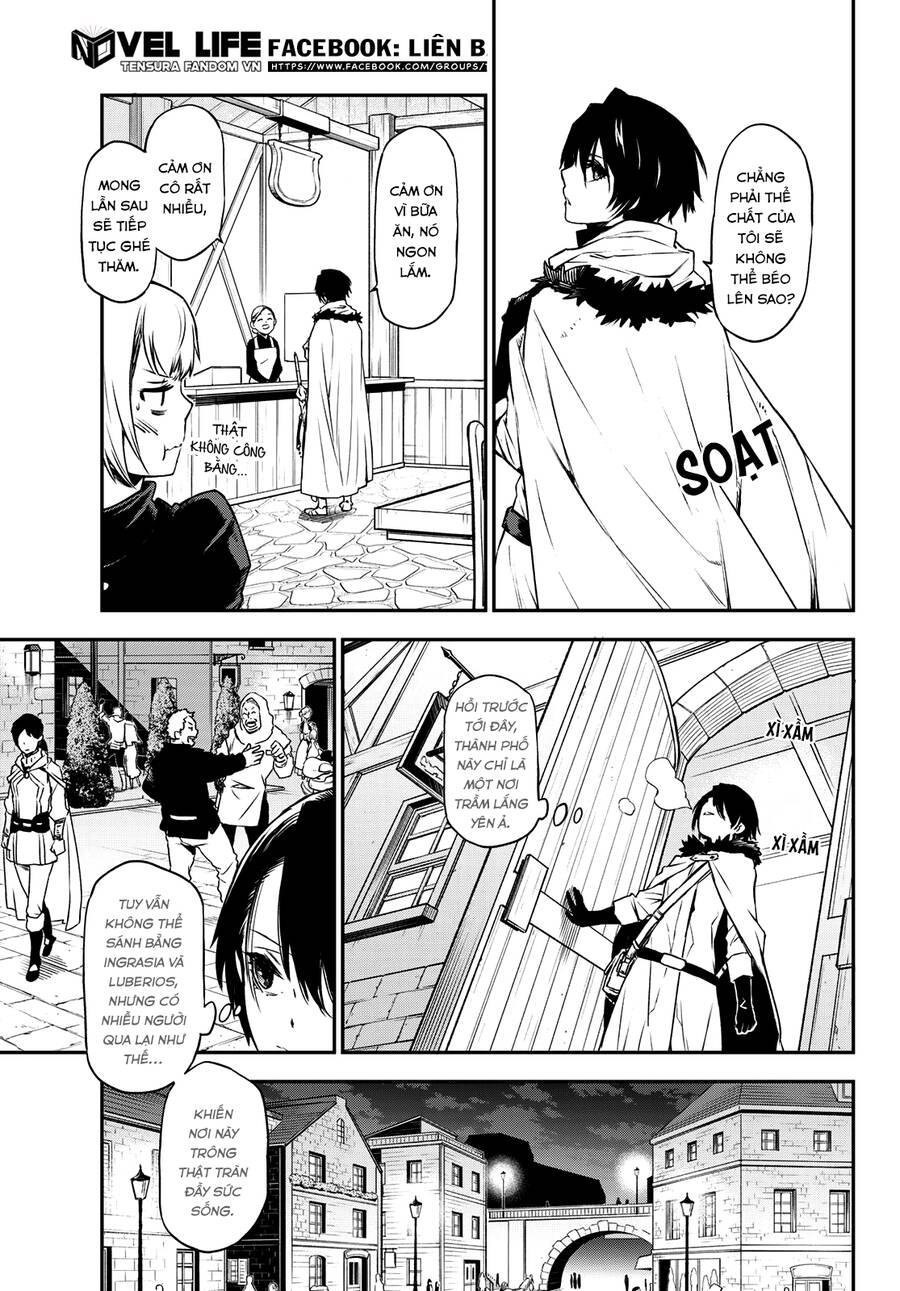 NOVEL LIFE
TENSURA FANDOM VN
FACEBOOK: LIÊN B
HTTPS://WWW.FACEBOOK.COM/GROUPS/T
CHẲNG
PHẢI THỂ
CHẤT CỦA
TÔI SẼ
KHÔNG
THỂ BÉO
LÊN SAO?
SOẠT
CẢM ƠN
VÌ BỮA
ĂN, NÓ
NGON
LẮM.
CẢM ƠN
CÔ RẤT
NHIỀU,
MONG
LẦN SAU
SẼ TIẾP
TỤC GHÉ
THĂM.
THẬT
KHÔNG CÔNG
BẰNG...
XÌ XẦM
XÌ XẦM
HỒI TRƯỚC
TỚI ĐÂY,
THÀNH PHỐ
NÀY CHỈ LÀ
MỘT NƠI
TRẦM LẮNG
YÊN Ả.
TUY VẪN
KHÔNG THỂ
SÁNH BẰNG
INGRASIA VÀ
LUBERIOS,
NHƯNG CÓ
NHIỀU NGƯỜI
QUA LẠI NHƯ
THẾ...
KHIẾN
NƠI NÀY
TRÔNG
THẬT TRÀN
ĐẦY SỨC
SỐNG.